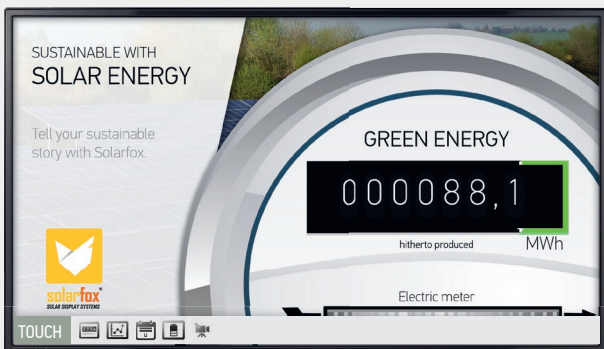 SUSTAINABLE WITH
SOLAR ENERGY
Tell your sustainable
story with Solarfox.
GREEN ENERGY
000088,1
hitherto produced
MWh
Electric meter
solarfox
SOLAR DISPLAY SYSTEMS
TOUCH